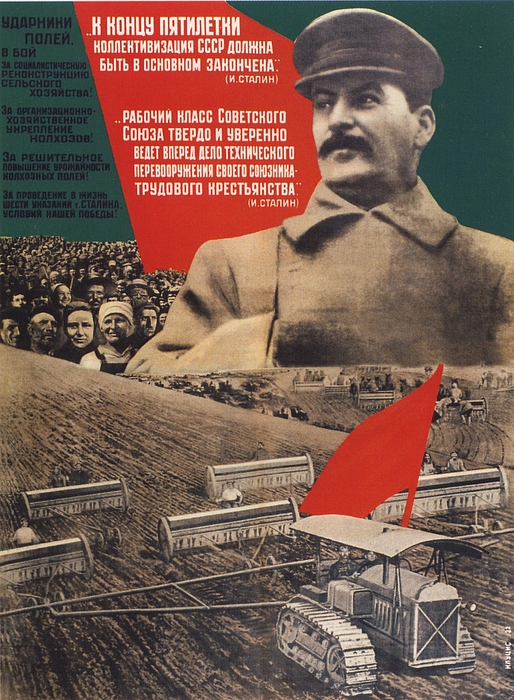 УДАРНИКИ
ПОЛЕЙ,
В БОЙ
ЗА СОЦИАЛИСТИЧЕСКУЮ
РЕКОНСТРУКЦИЮ
СЕЛЬСКОГО
ХОЗЯЙСТВА!
ЗА ОРГАНИЗАЦИОННО-
ХОЗЯЙСТВЕННОЕ
УКРЕПЛЕНИЕ
КОЛХОЗОВ!
ЗА РЕШИТЕЛЬНОЕ
ПОВЫШЕНИЕ УРОЖАЙНОСТИ
КОЛХОЗНЫХ ПОЛЕЙ!
ЗА ПРОВЕДЕНИЕ В ЖИЗНЬ
ШЕСТИ УКАЗАНИЙ т. СТАЛИНА,
УСЛОВИЙ НАШЕЙ ПОБЕДЫ!
„К КОНЦУ ПЯТИЛЕТКИ
КОЛЛЕКТИВИЗАЦИЯ СССР ДОЛЖНА
БЫТЬ В ОСНОВНОМ ЗАКОНЧЕНА"
(И. СТАЛИН)
„РАБОЧИЙ КЛАСС СОВЕТСКОГО
СОЮЗА ТВЕРДО И УВЕРЕННО
ВЕДЕТ ВПЕРЕД ДЕЛО ТЕХНИЧЕСКОГО
ПЕРЕВООРУЖЕНИЯ СВОЕГО СОЮЗНИКА-
ТРУДОВОГО КРЕСТЬЯНСТВА"
(И. СТАЛИН)
КЛУЦИС